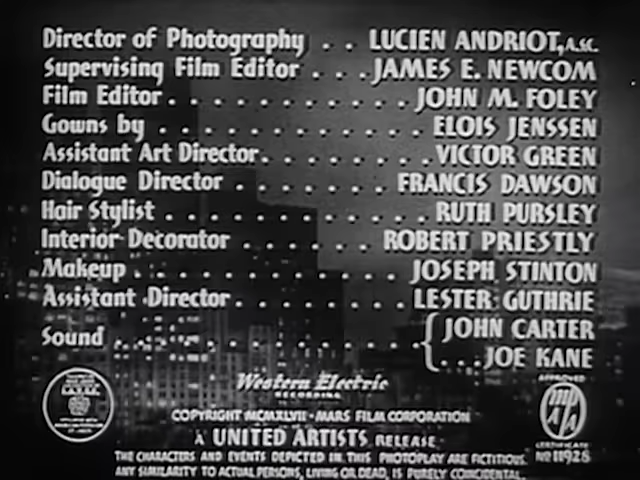 Director of Photography . . LUCIEN ANDRIOT, A.S.C.
Supervising Film Editor . . . JAMES E. NEWCOM
Film Editor . . . . . . . . . . . . JOHN M. FOLEY
Gowns by . . . . . . . . . . . . . ELOIS JENSSEN
Assistant Art Director . . . . . . . . VICTOR GREEN
Dialogue Director . . . . . . . FRANCIS DAWSON
Hair Stylist . . . . . . . . . . . . . RUTH PURSLEY
Interior Decorator . . . . . . . ROBERT PRIESTLY
Makeup . . . . . . . . . . . . . JOSEPH STINTON
Assistant Director . . . . . . . . LESTER GUTHRIE
Sound . . . . . . . . . . . . . . { JOHN CARTER
. . . JOE KANE
Western Electric
RECORDING
COPYRIGHT MCMXLVII - MARS FILM CORPORATION
A UNITED ARTISTS RELEASE
THE CHARACTERS AND EVENTS DEPICTED IN THIS PHOTOPLAY ARE FICTITIOUS.
ANY SIMILARITY TO ACTUAL PERSONS, LIVING OR DEAD, IS PURELY COINCIDENTAL.
APPROVED
CERTIFICATE
No 11928